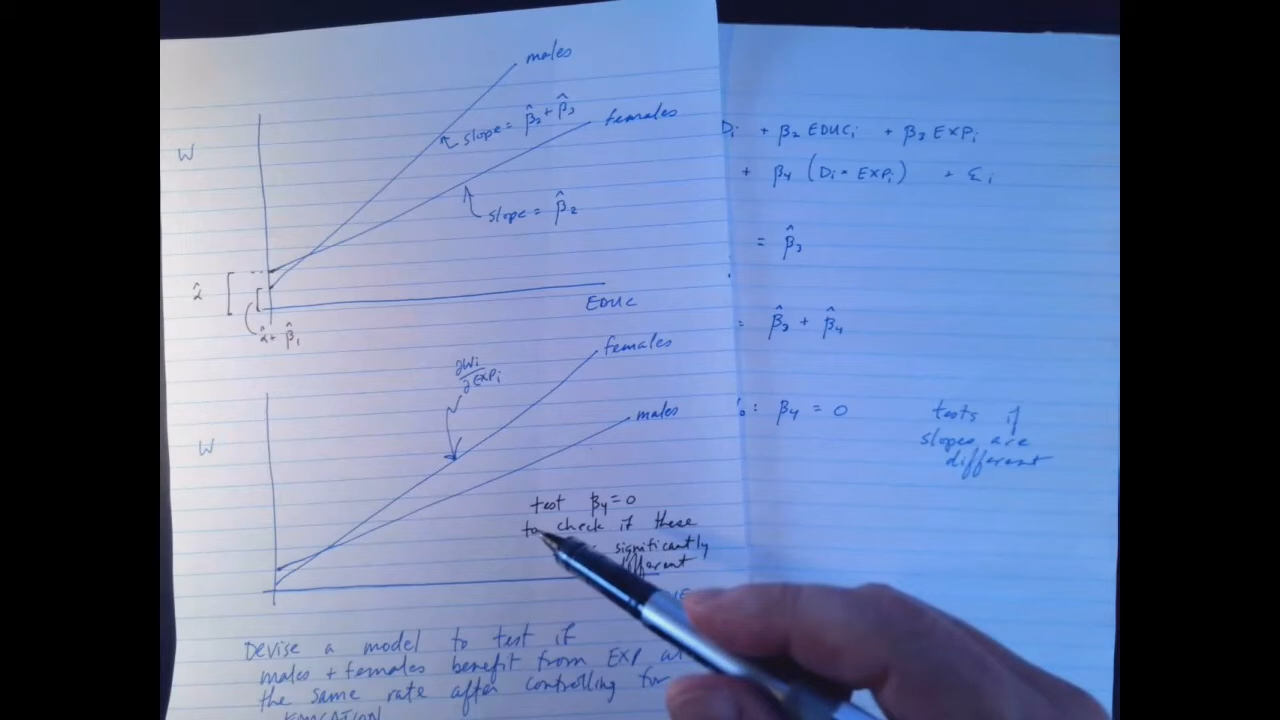 males
slope = β̂₂ + β̂₃
females
W
slope = β̂₂
α̂
EDUC
α̂ + β̂₁
females
∂Wi
∂EXPi
males
W
test β₄ = 0
to check if these
significantly
different
Devise a model to test if
males + females benefit from EXP at
the same rate after controlling for
EDUCATION
Di + β₂ EDUCi + β₃ EXPi
+ β₄ (Di * EXPi) + Σi
= β̂₃
= β̂₃ + β̂₄
: β₄ = 0
tests if
slopes are
different